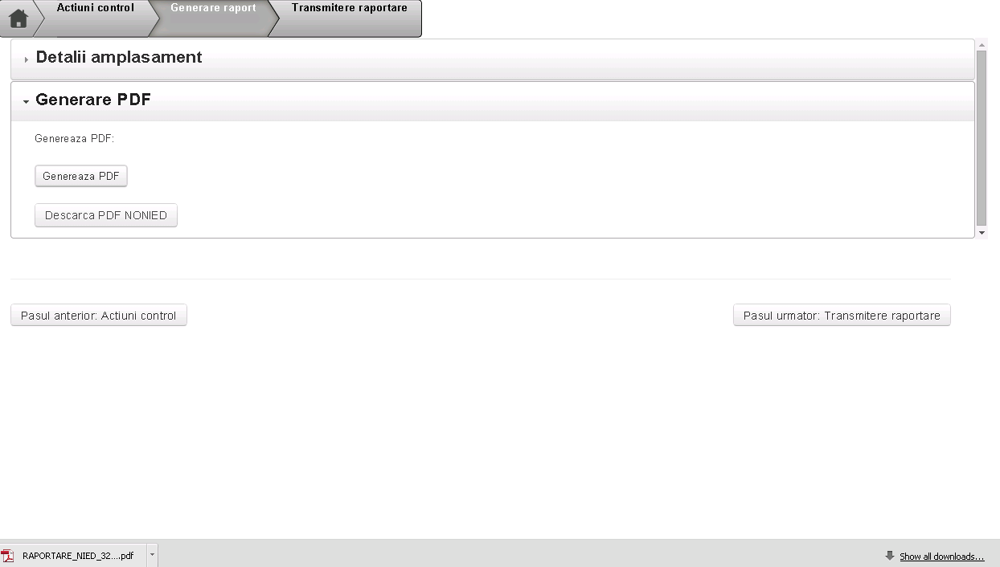 Actiuni control
Generare raport
Transmitere raportare
Detalii amplasament
Generare PDF
Genereaza PDF:
Genereaza PDF
Descarca PDF NONIED
Pasul anterior: Actiuni control
Pasul urmator: Transmitere raportare
RAPORTARE_NIED_32....pdf
Show all downloads...